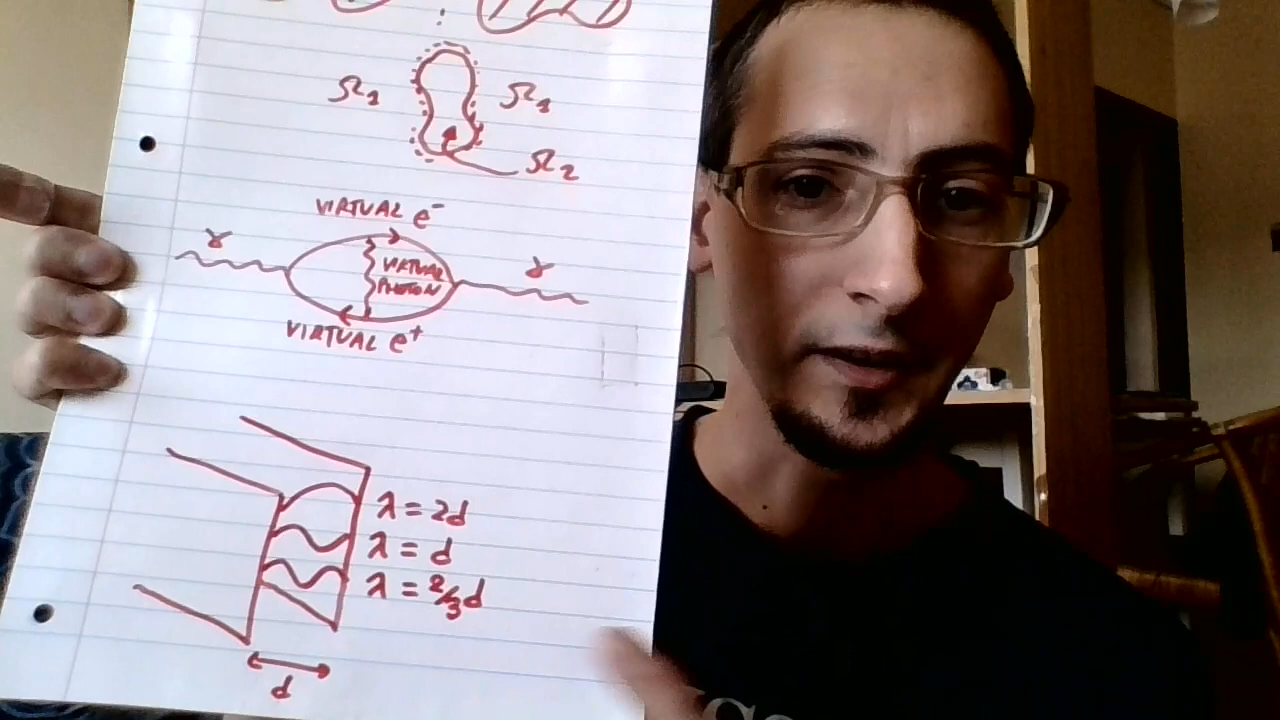 Ω₁ Ω₁
Ω₂
VIRTUAL e⁻
γ VIRTUAL γ
PHOTON
VIRTUAL e⁺
λ = 2d
λ = d
λ = 2/3d
d